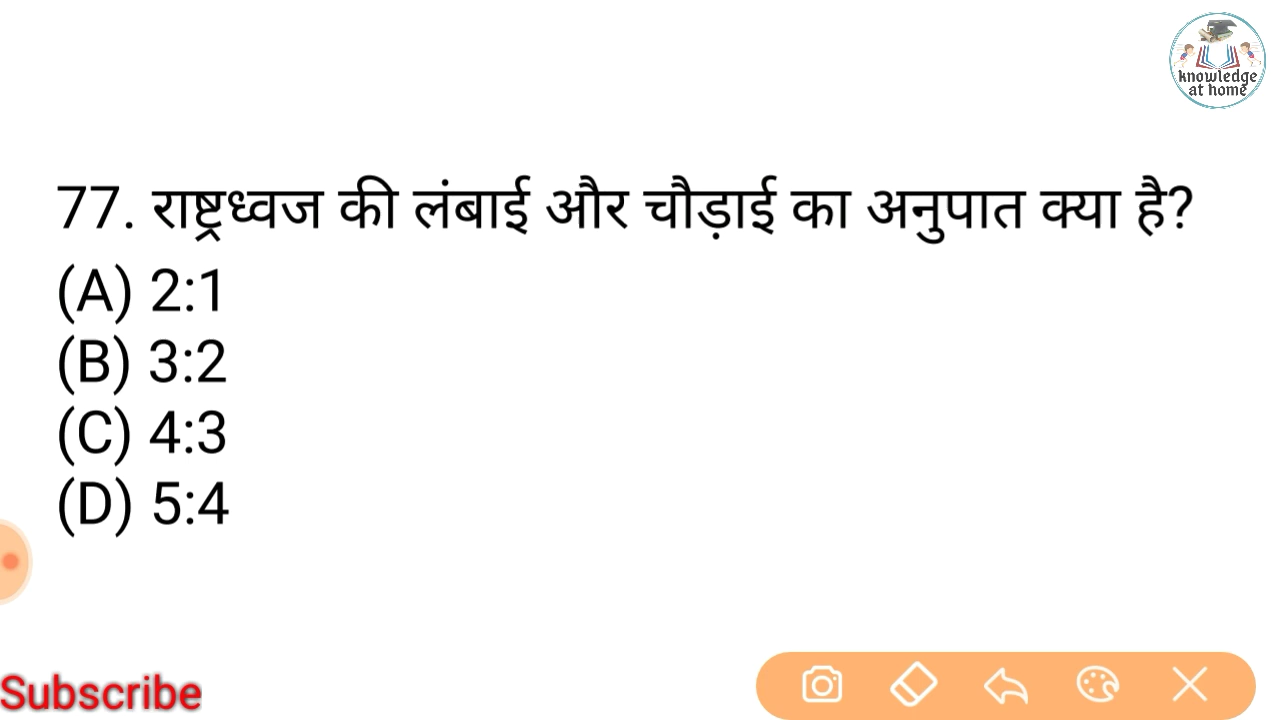 knowledge
at home
77. राष्ट्रध्वज की लंबाई और चौड़ाई का अनुपात क्या है?
(A) 2:1
(B) 3:2
(C) 4:3
(D) 5:4
Subscribe